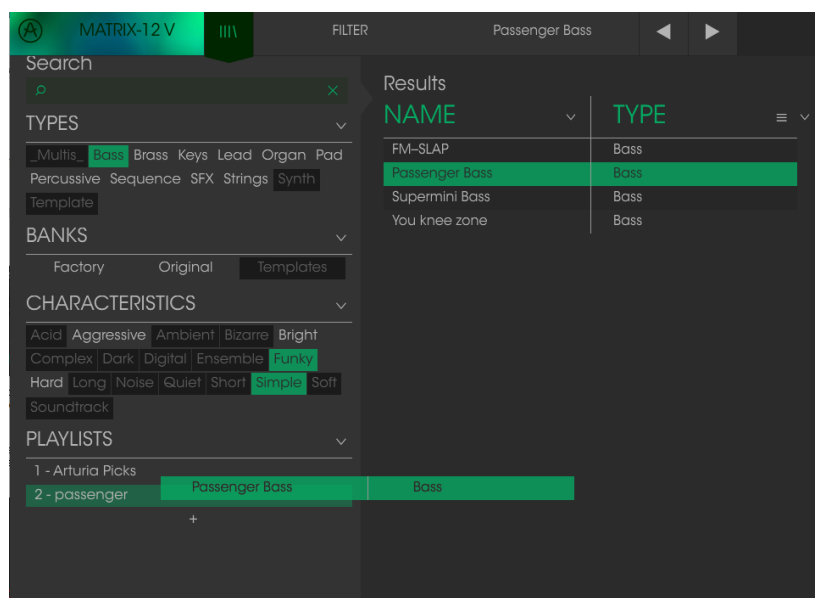 MATRIX-12 V FILTER Passenger Bass
Search
TYPES
_Multis_ Bass Brass Keys Lead Organ Pad
Percussive Sequence SFX Strings Synth
Template
BANKS
Factory Original Templates
CHARACTERISTICS
Acid Aggressive Ambient Bizarre Bright
Complex Dark Digital Ensemble Funky
Hard Long Noise Quiet Short Simple Soft
Soundtrack
PLAYLISTS
1 - Arturia Picks
2 - passenger
+
Results
NAME TYPE
FM-SLAP Bass
Passenger Bass Bass
Supermini Bass Bass
You knee zone Bass
Passenger Bass Bass